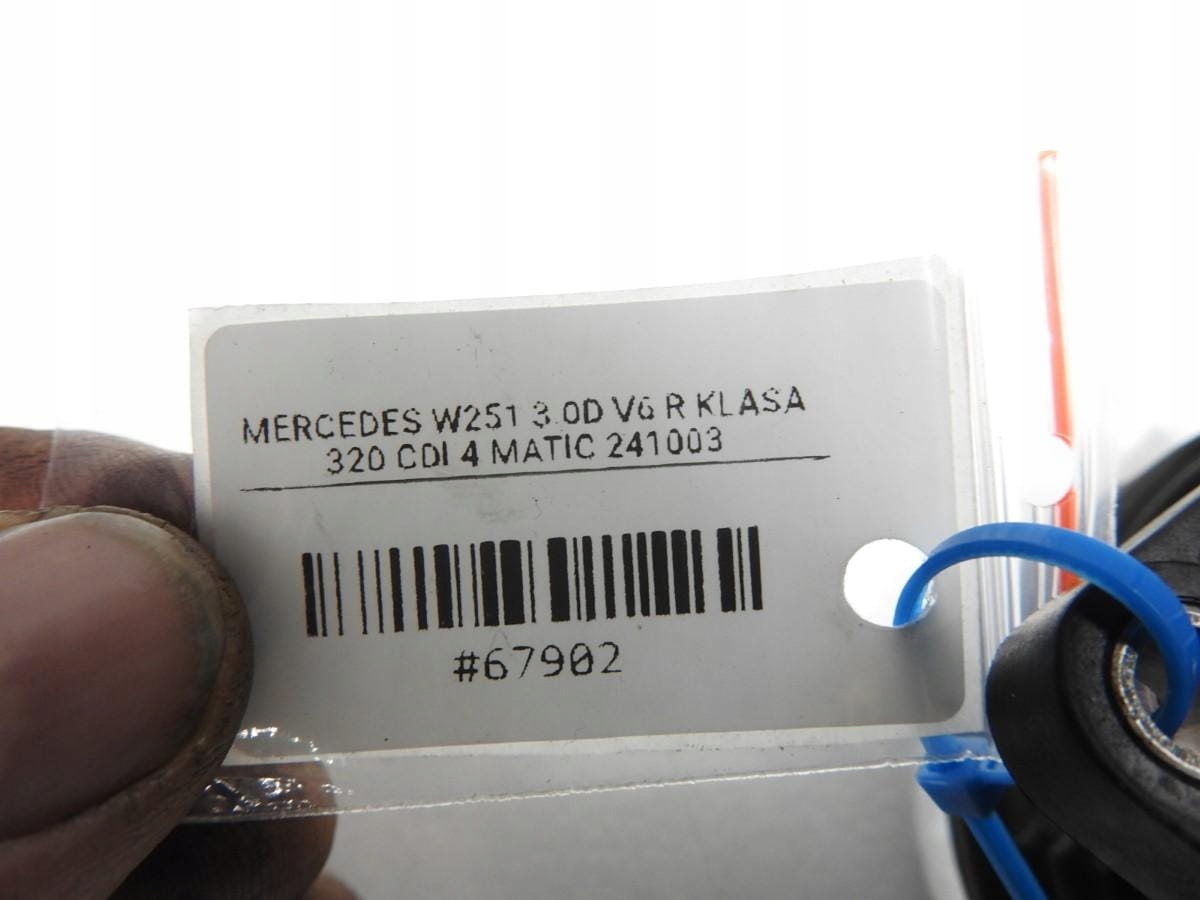 MERCEDES W251 3.0D V6 R KLASA
320 CDI 4 MATIC 241003
#67902